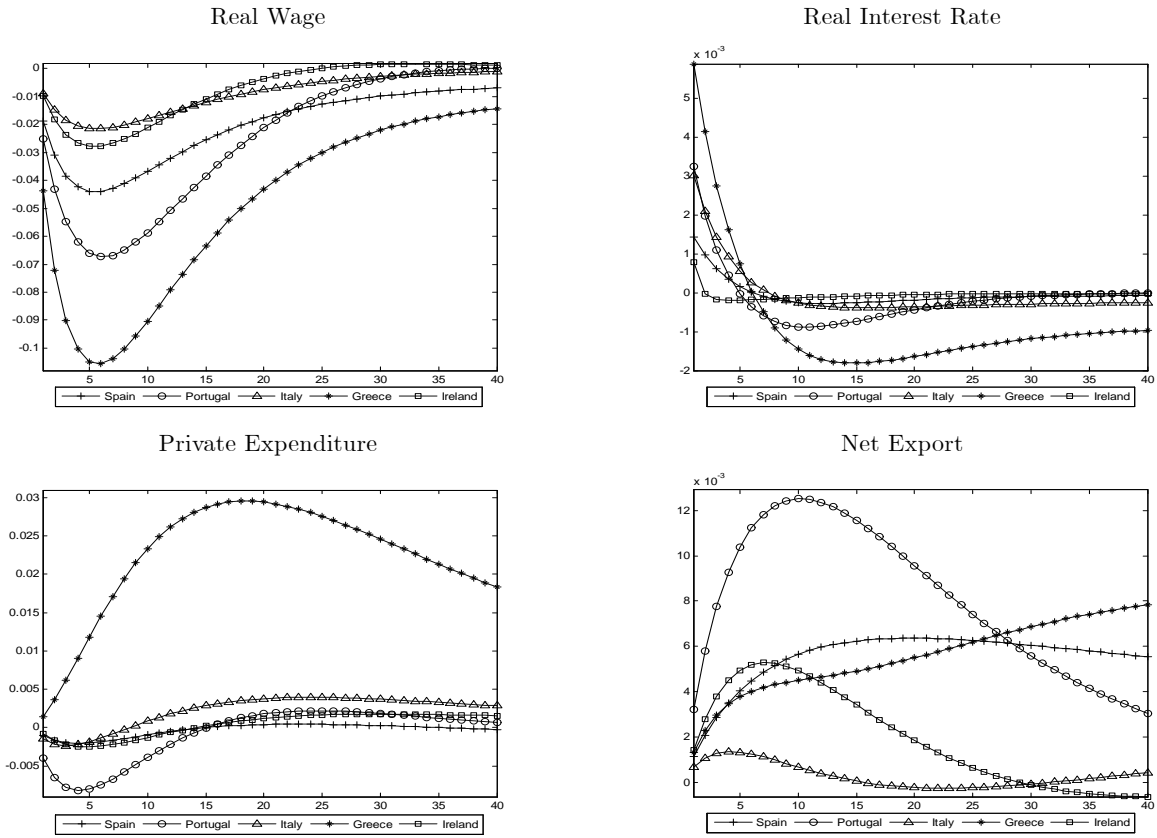 Real Wage
0
-0.01
-0.02
-0.03
-0.04
-0.05
-0.06
-0.07
-0.08
-0.09
-0.1
5 10 15 20 25 30 35 40
Spain Portugal Italy Greece Ireland
Real Interest Rate
x 10-3
5
4
3
2
1
0
-1
-2
5 10 15 20 25 30 35 40
Spain Portugal Italy Greece Ireland
Private Expenditure
0.03
0.025
0.02
0.015
0.01
0.005
0
-0.005
5 10 15 20 25 30 35 40
Spain Portugal Italy Greece Ireland
Net Export
x 10-3
12
10
8
6
4
2
0
5 10 15 20 25 30 35 40
Spain Portugal Italy Greece Ireland